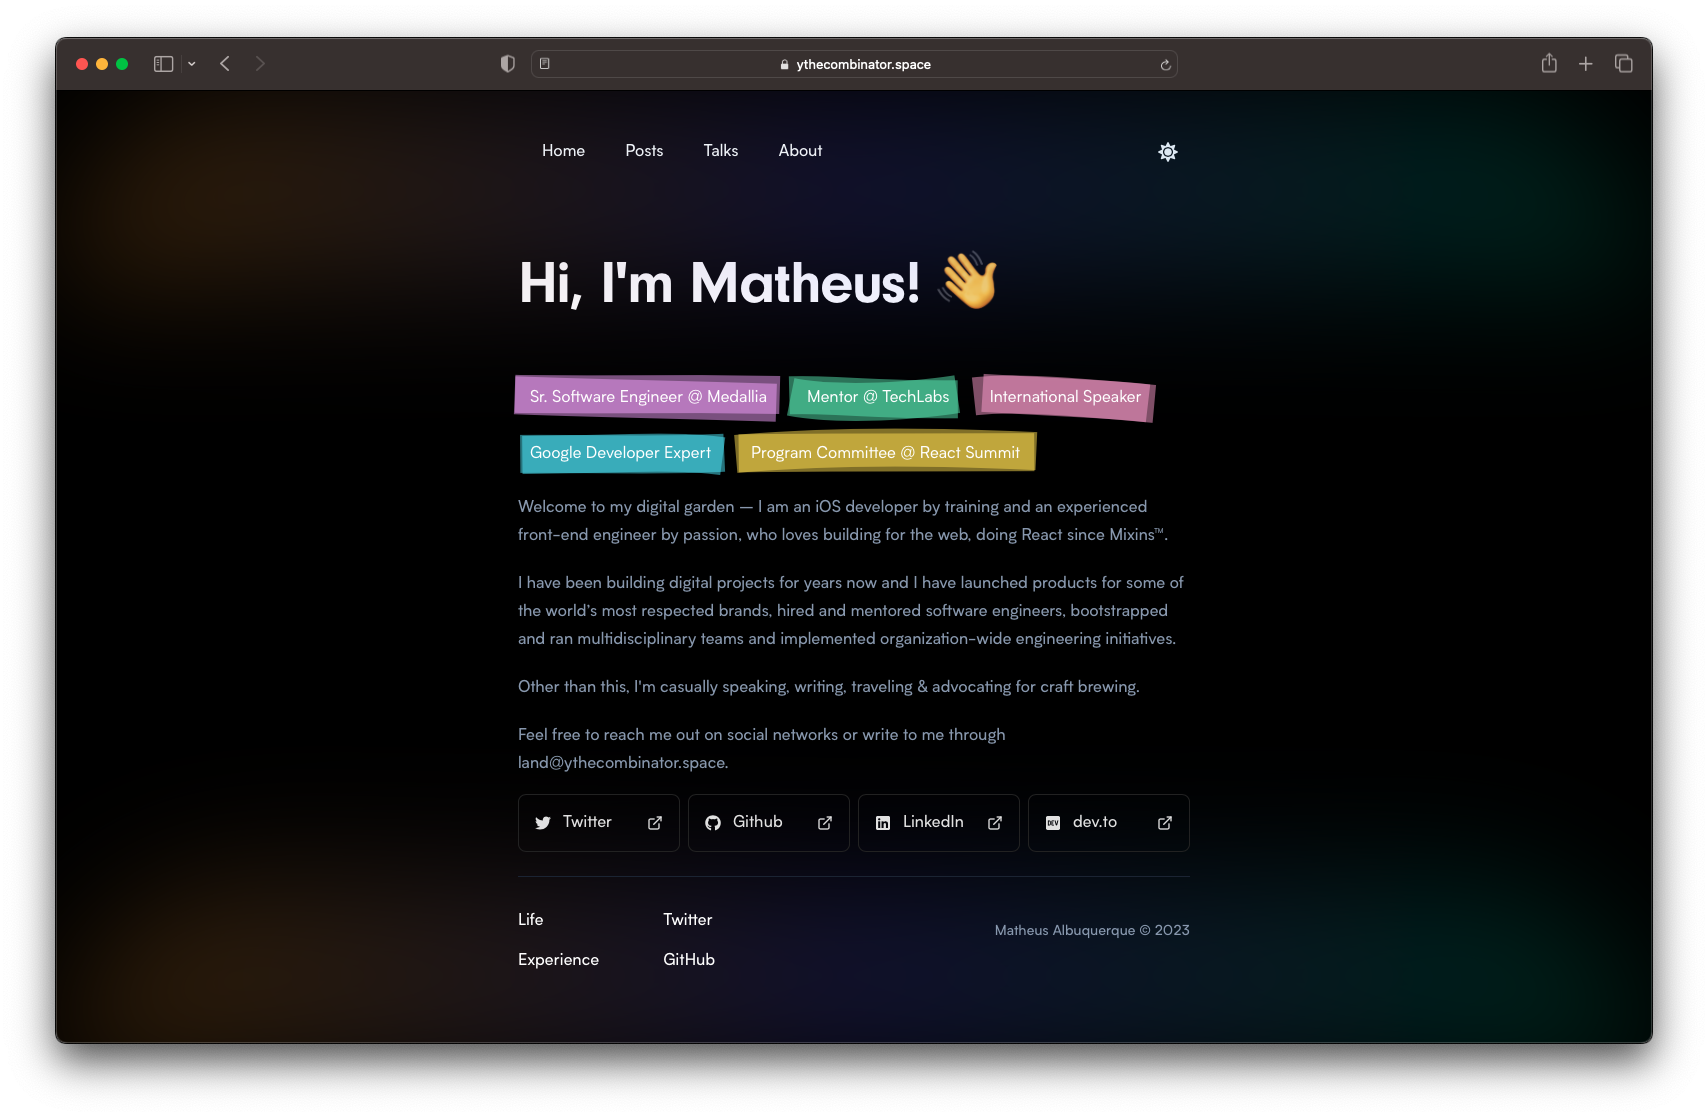 ythecombinator.space
Home Posts Talks About
Hi, I'm Matheus! 👋
Sr. Software Engineer @ Medallia Mentor @ TechLabs International Speaker
Google Developer Expert Program Committee @ React Summit
Welcome to my digital garden — I am an iOS developer by training and an experienced
front-end engineer by passion, who loves building for the web, doing React since Mixins™.
I have been building digital projects for years now and I have launched products for some of
the world's most respected brands, hired and mentored software engineers, bootstrapped
and ran multidisciplinary teams and implemented organization-wide engineering initiatives.
Other than this, I'm casually speaking, writing, traveling & advocating for craft brewing.
Feel free to reach me out on social networks or write to me through
land@ythecombinator.space.
Twitter Github LinkedIn DEV dev.to
Life Twitter
Matheus Albuquerque © 2023
Experience GitHub